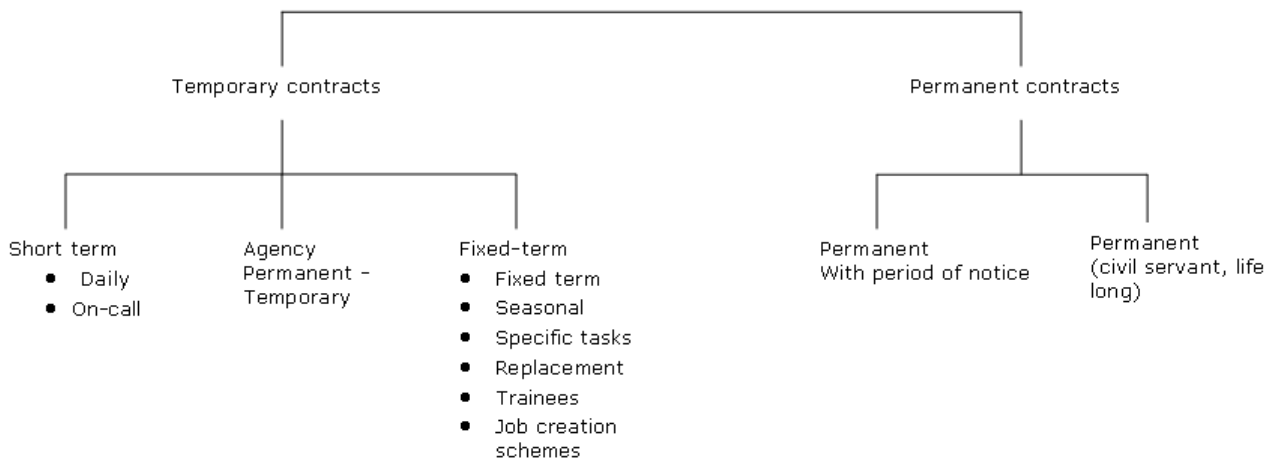 Temporary contracts
Permanent contracts
Short term
● Daily
● On-call
Agency
Permanent -
Temporary
Fixed-term
● Fixed term
● Seasonal
● Specific tasks
● Replacement
● Trainees
● Job creation
schemes
Permanent
With period of notice
Permanent
(civil servant, life
long)